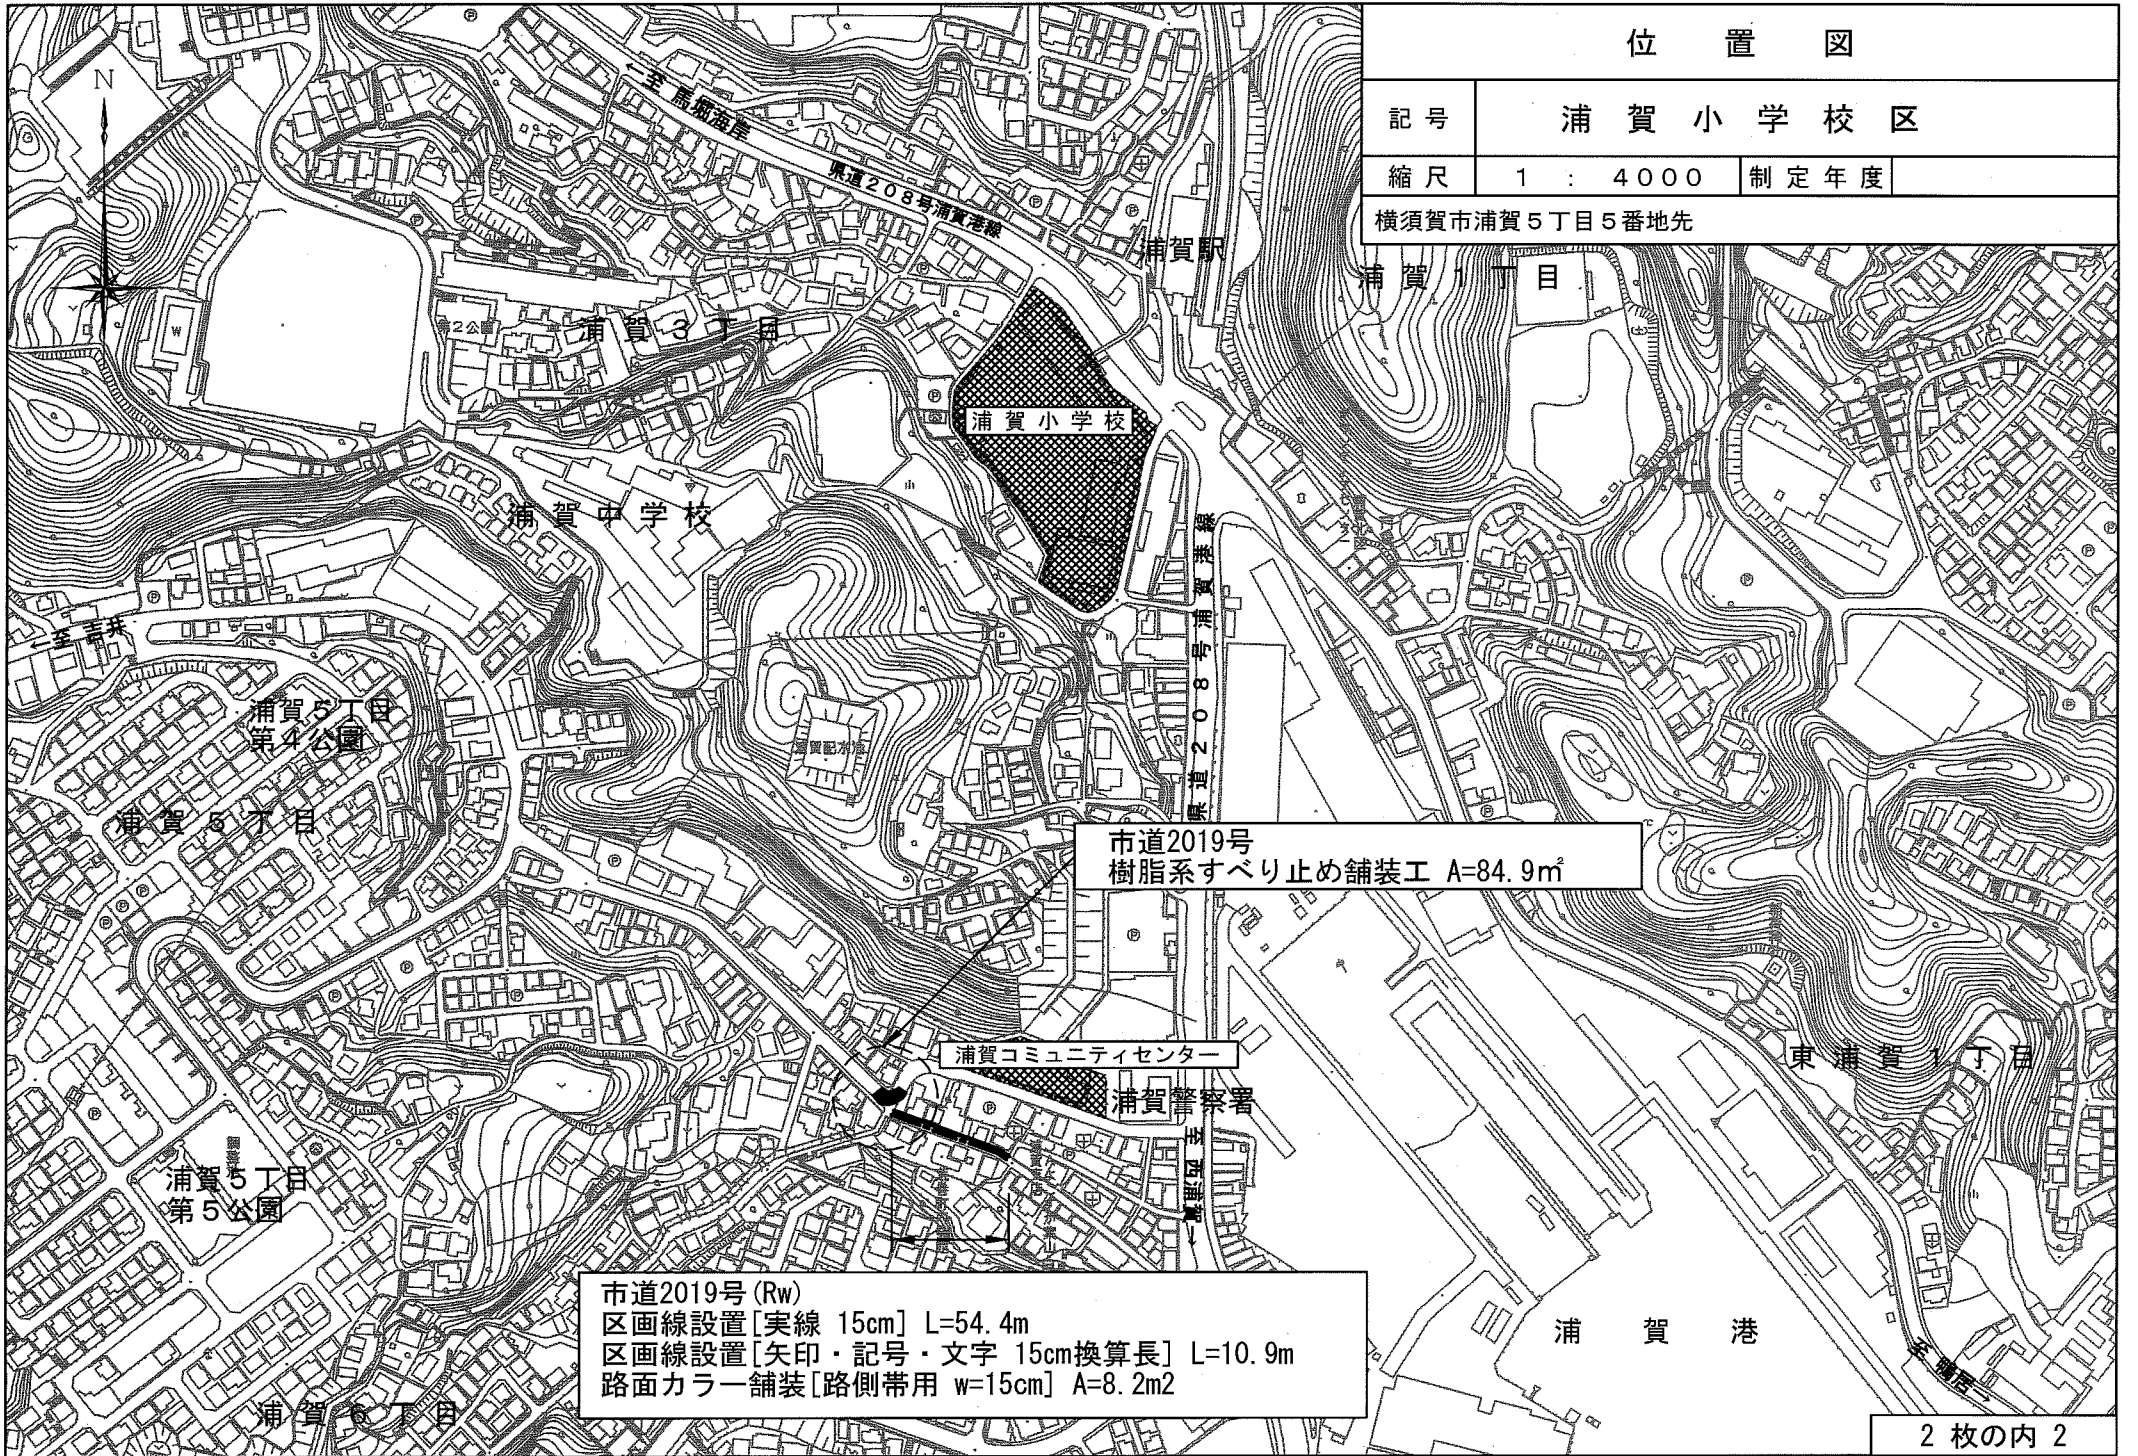 位置図
記号 浦賀小学校区
縮尺 1 : 4000 制定年度
横須賀市浦賀5丁目5番地先
N
←至 馬堀海岸
県道208号浦賀港線
浦賀駅
浦賀1丁目
第2公園
浦賀3丁目
浦賀小学校
浦賀中学校
県道208号浦賀港線
←至 吉井
浦賀5丁目
第4公園
浦賀配水池
浦賀5丁目
市道2019号
樹脂系すべり止め舗装工 A=84.9㎡
浦賀コミュニティセンター
浦賀警察署
東浦賀1丁目
至 西浦賀→
浦賀5丁目
第5公園
市道2019号(Rw)
区画線設置[実線 15cm] L=54.4m
区画線設置[矢印・記号・文字 15cm換算長] L=10.9m
路面カラー舗装[路側帯用 w=15cm] A=8.2m2
浦賀港
至 鴨居→
浦賀6丁目
2 枚の内 2